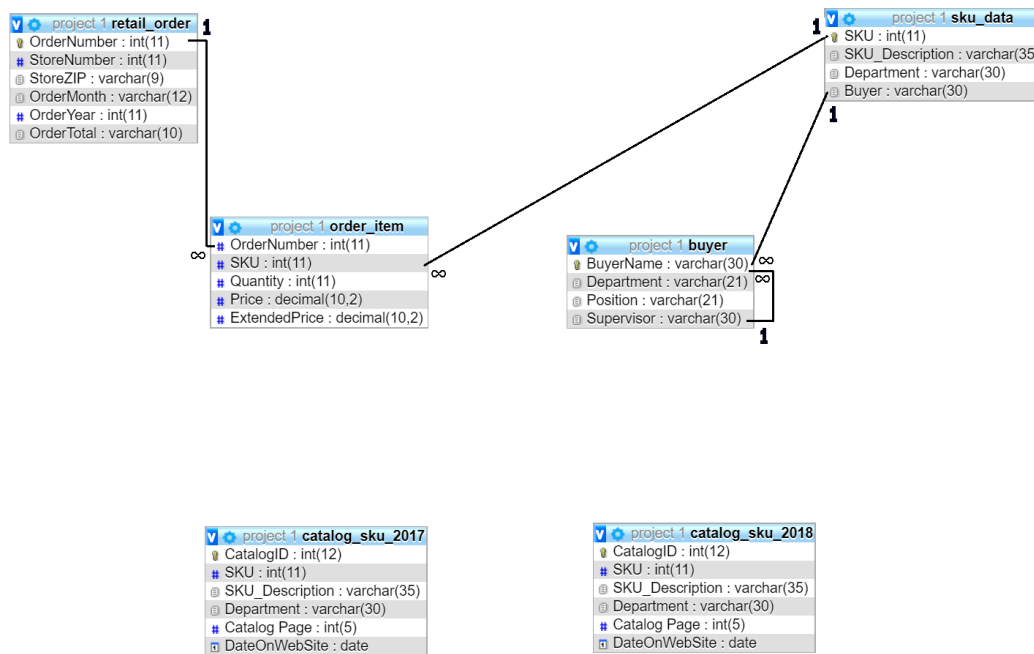 project 1 retail_order
OrderNumber : int(11)
StoreNumber : int(11)
StoreZIP : varchar(9)
OrderMonth : varchar(12)
OrderYear : int(11)
OrderTotal : varchar(10)
1
1
project 1 sku_data
SKU : int(11)
SKU_Description : varchar(35
Department : varchar(30)
Buyer : varchar(30)
1
project 1 order_item
OrderNumber : int(11)
SKU : int(11)
Quantity : int(11)
Price : decimal(10,2)
ExtendedPrice : decimal(10,2)
∞
∞
project 1 buyer
BuyerName : varchar(30)
Department : varchar(21)
Position : varchar(21)
Supervisor : varchar(30)
∞
∞
1
project 1 catalog_sku_2017
CatalogID : int(12)
SKU : int(11)
SKU_Description : varchar(35)
Department : varchar(30)
Catalog Page : int(5)
DateOnWebSite : date
project 1 catalog_sku_2018
CatalogID : int(12)
SKU : int(11)
SKU_Description : varchar(35)
Department : varchar(30)
Catalog Page : int(5)
DateOnWebSite : date